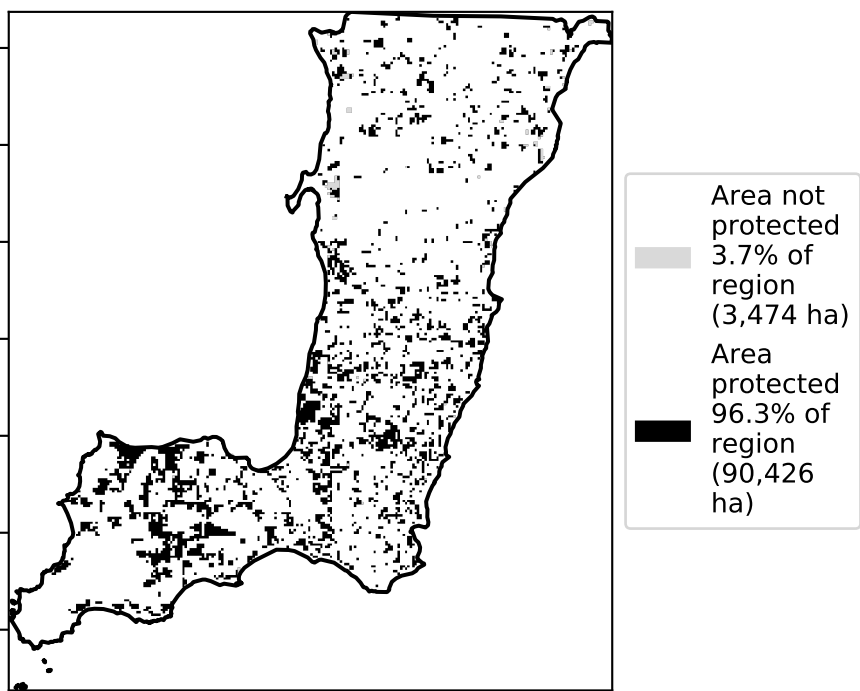 Area not
protected
3.7% of
region
(3,474 ha)
Area
protected
96.3% of
region
(90,426
ha)